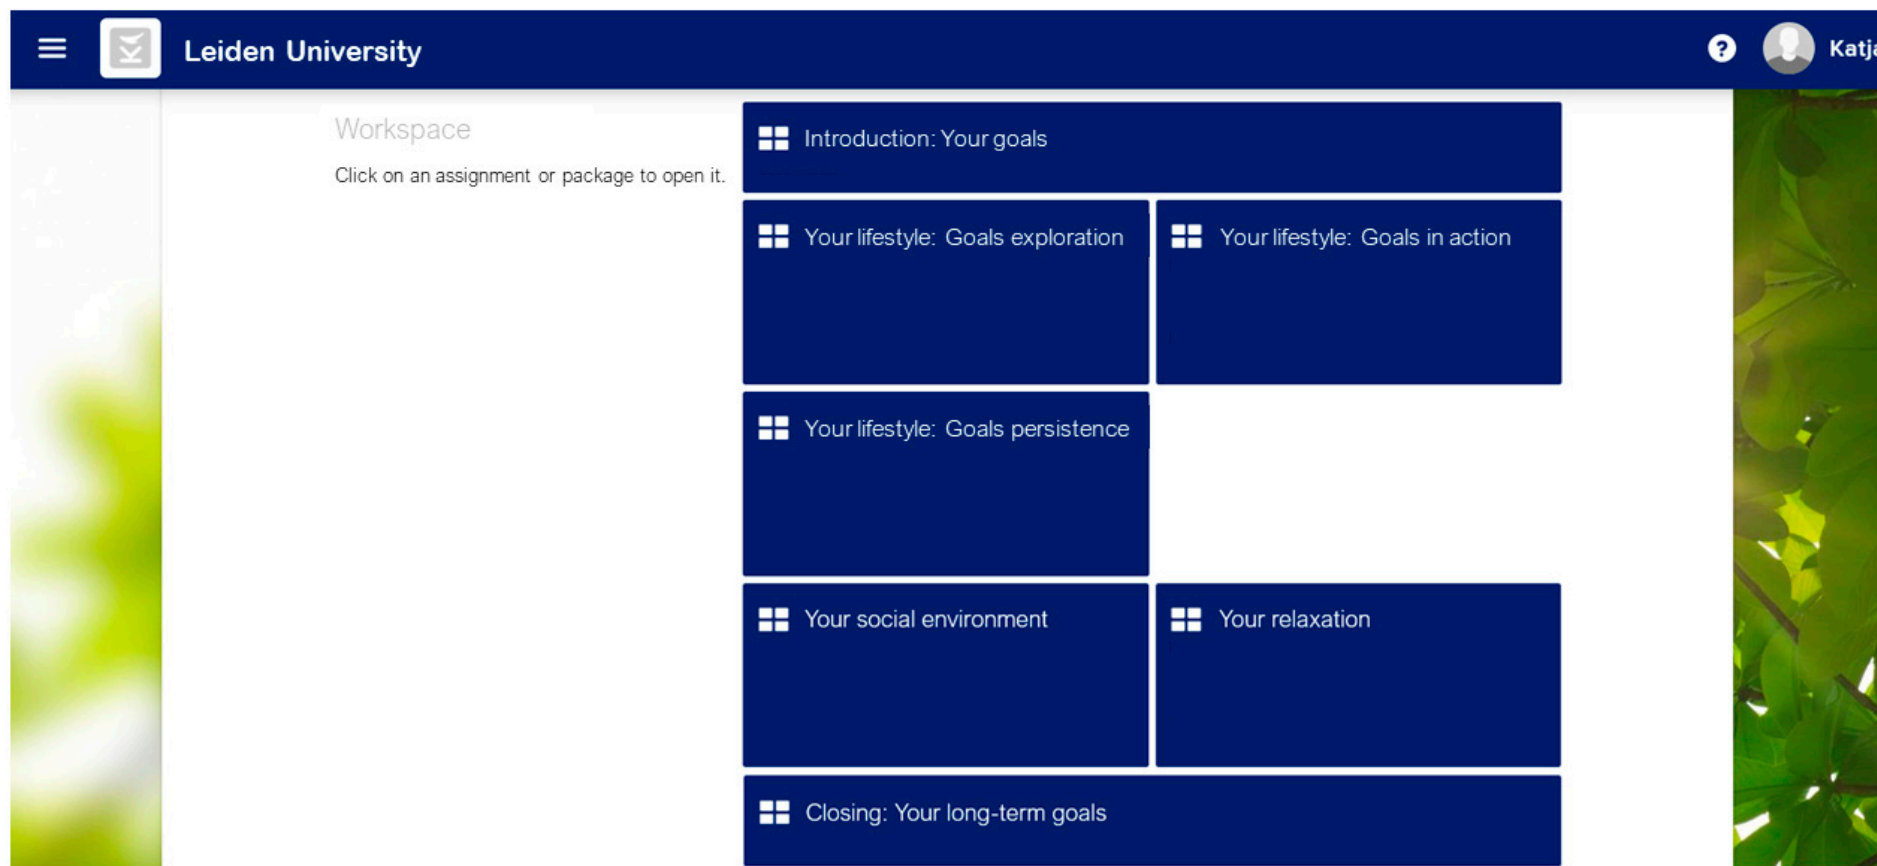 Leiden University
?
Katja
Workspace
Click on an assignment or package to open it.
Introduction: Your goals
Your lifestyle: Goals exploration
Your lifestyle: Goals in action
Your lifestyle: Goals persistence
Your social environment
Your relaxation
Closing: Your long-term goals